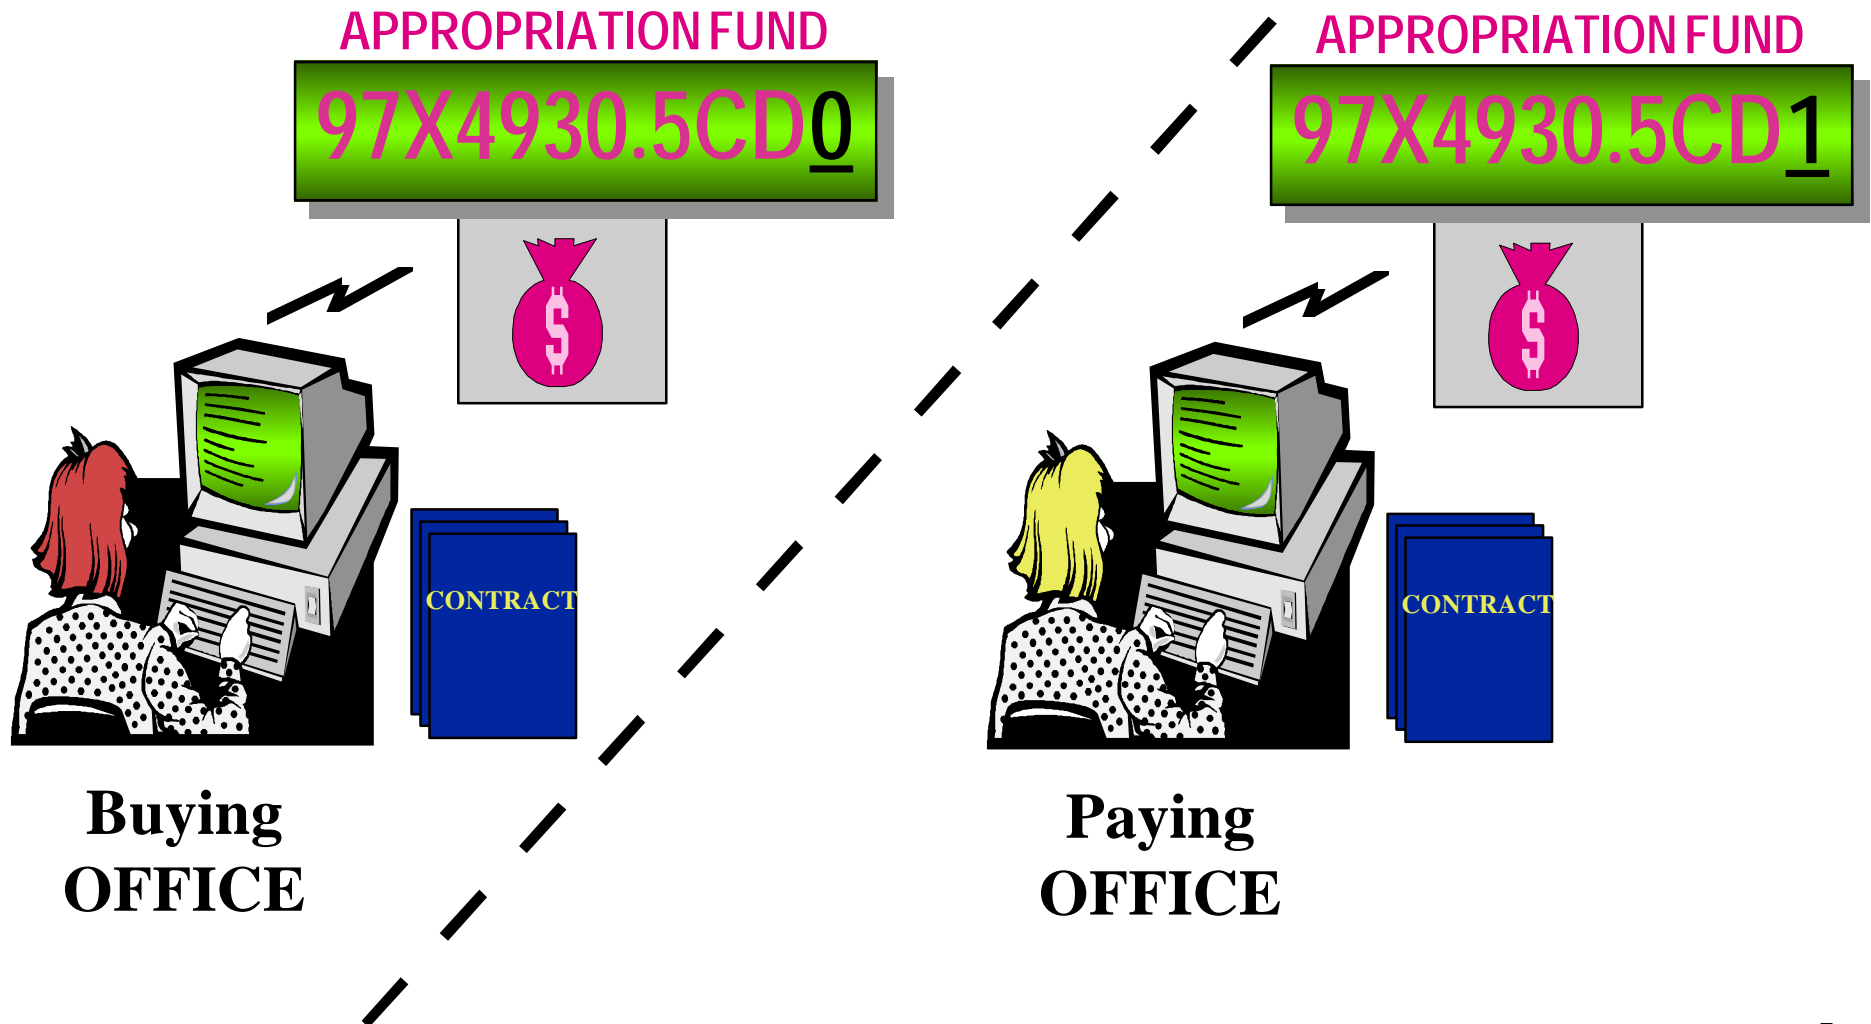 APPROPRIATION FUND
97X4930.5CD0
$
CONTRACT
Buying
OFFICE
APPROPRIATION FUND
97X4930.5CD1
$
CONTRACT
Paying
OFFICE